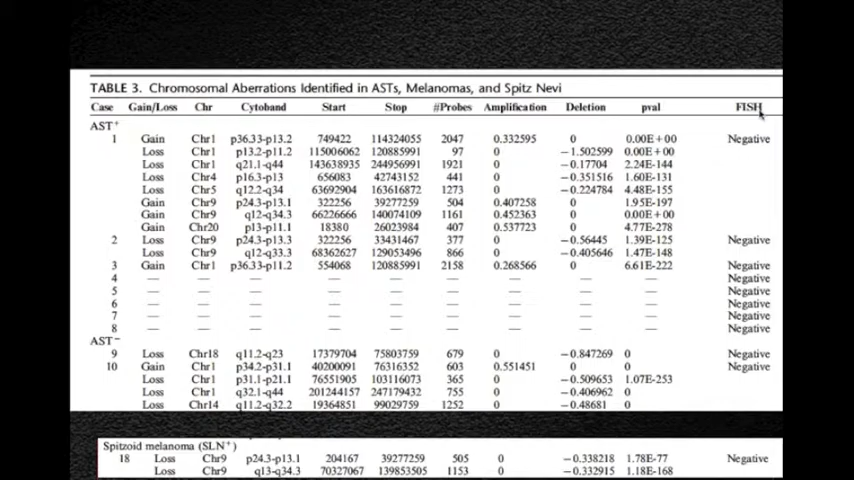 TABLE 3. Chromosomal Aberrations Identified in ASTs, Melanomas, and Spitz Nevi
Case Gain/Loss Chr Cytoband Start Stop #Probes Amplification Deletion pval FISH
AST+
1 Gain Chr1 p36.33-p13.2 749422 114324055 2047 0.332595 0 0.00E+00 Negative
Loss Chr1 p13.2-p11.2 115006062 120885991 97 0 −1.502599 0.00E+00
Loss Chr1 q21.1-q44 143638935 244956991 1921 0 −0.17704 2.24E-144
Loss Chr4 p16.3-p13 656083 42743152 441 0 −0.351516 1.60E-131
Loss Chr5 q12.2-q34 63692904 163616872 1273 0 −0.224784 4.48E-155
Gain Chr9 p24.3-p13.1 322256 39277259 504 0.407258 0 1.95E-197
Gain Chr9 q12-q34.3 66226666 140074109 1161 0.452363 0 0.00E+00
Gain Chr20 p13-p11.1 18380 26023984 407 0.537723 0 4.77E-278
2 Loss Chr9 p24.3-p13.3 322256 33431467 377 0 −0.56445 1.39E-125 Negative
Loss Chr9 q12-q33.3 68362627 129053496 866 0 −0.405646 1.47E-148
3 Gain Chr1 p36.33-p11.2 554068 120885991 2158 0.268566 0 6.61E-222 Negative
4 — — — — — — — — — Negative
5 — — — — — — — — — Negative
6 — — — — — — — — — Negative
7 — — — — — — — — — Negative
8 — — — — — — — — — Negative
AST−
9 Loss Chr18 q11.2-q23 17379704 75803759 679 0 −0.847269 0 Negative
10 Gain Chr1 p34.2-p31.1 40200091 76316352 603 0.551451 0 0 Negative
Loss Chr1 p31.1-p21.1 76551905 103116073 365 0 −0.509653 1.07E-253
Loss Chr1 q32.1-q44 201244157 247179432 755 0 −0.406962 0
Loss Chr14 q11.2-q32.2 19364851 99029759 1252 0 −0.48681 0
Spitzoid melanoma (SLN+)
18 Loss Chr9 p24.3-p13.1 204167 39277259 505 0 −0.338218 1.78E-77 Negative
Loss Chr9 q13-q34.3 70327067 139853505 1153 0 −0.332915 1.18E-168